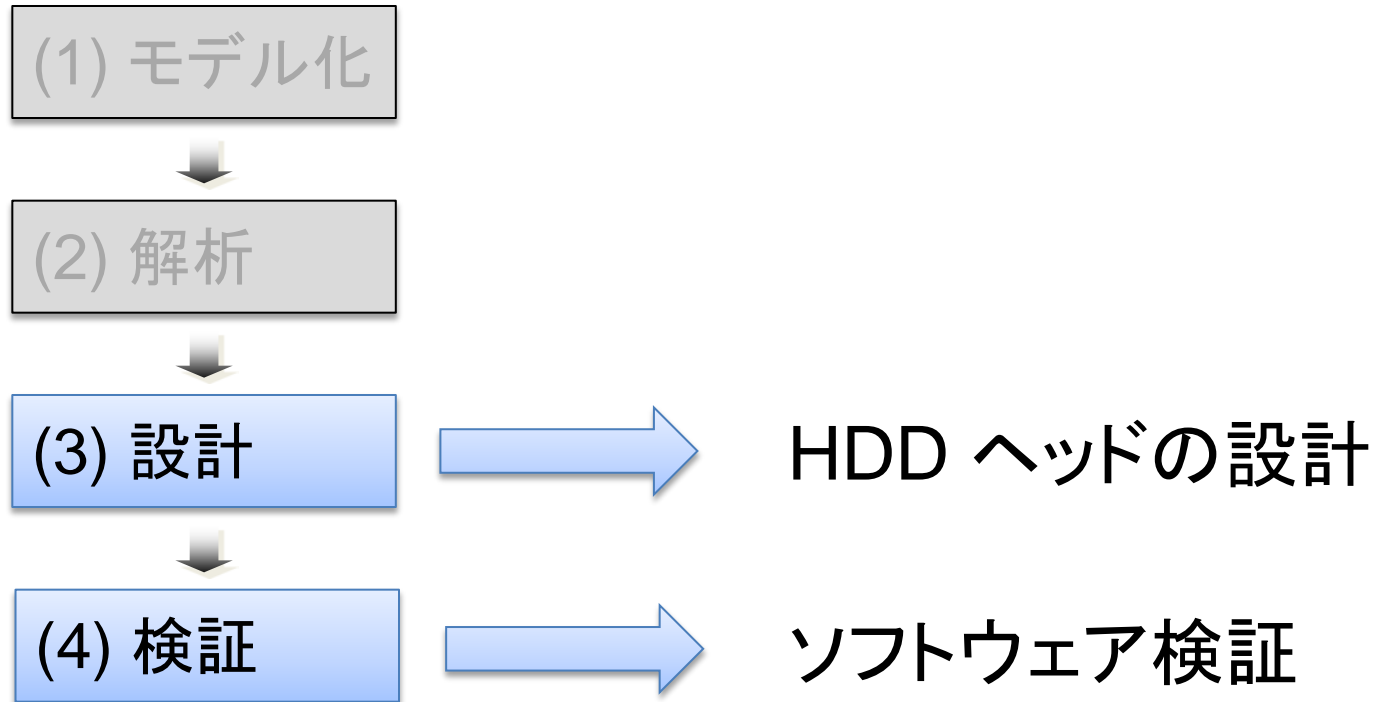 (1) モデル化
(2) 解析
(3) 設計
HDD ヘッドの設計
(4) 検証
ソフトウェア検証